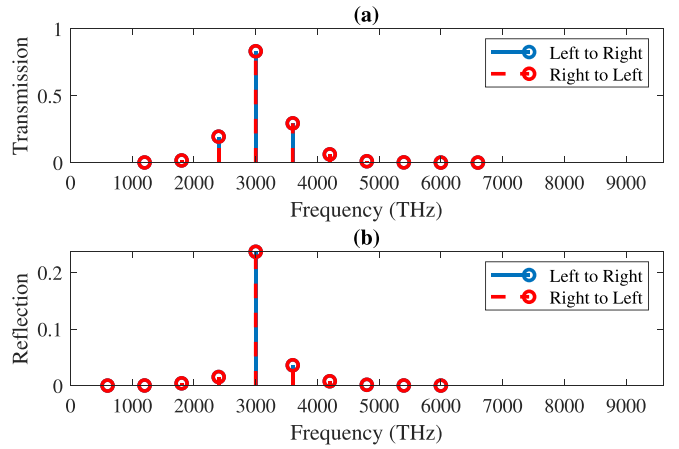 (a)
1
0.5
0
Transmission
Left to Right
Right to Left
0 1000 2000 3000 4000 5000 6000 7000 8000 9000
Frequency (THz)
(b)
0.2
0.1
0
Reflection
Left to Right
Right to Left
0 1000 2000 3000 4000 5000 6000 7000 8000 9000
Frequency (THz)